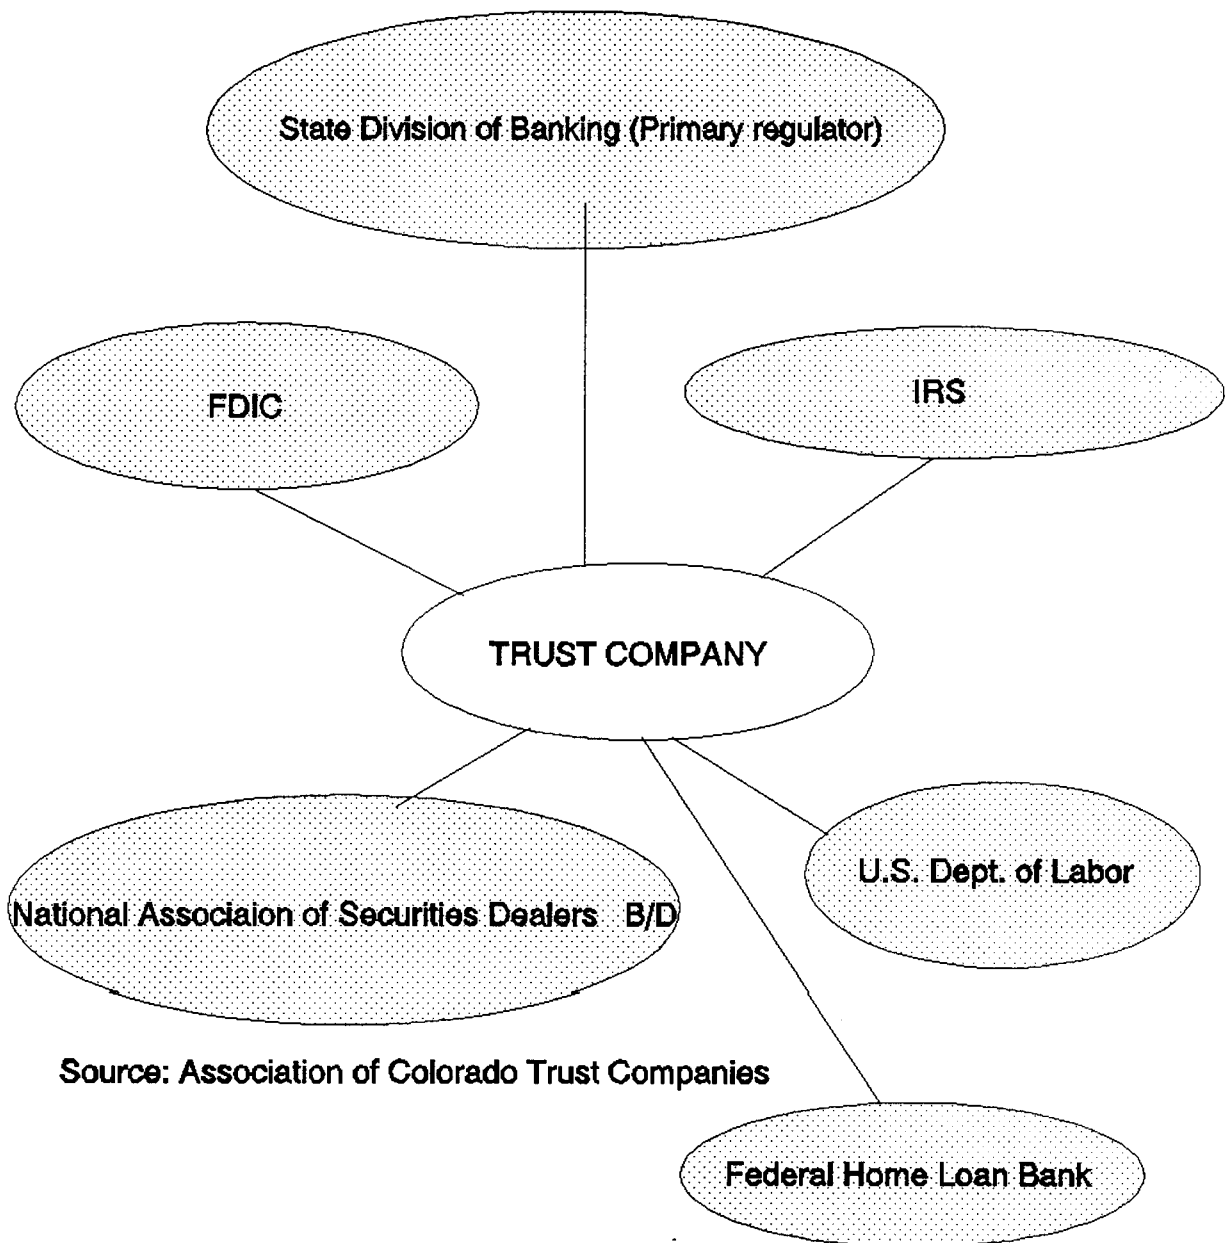 State Division of Banking (Primary regulator)
FDIC
IRS
TRUST COMPANY
U.S. Dept. of Labor
National Associaion of Securities Dealers B/D
Source: Association of Colorado Trust Companies
Federal Home Loan Bank